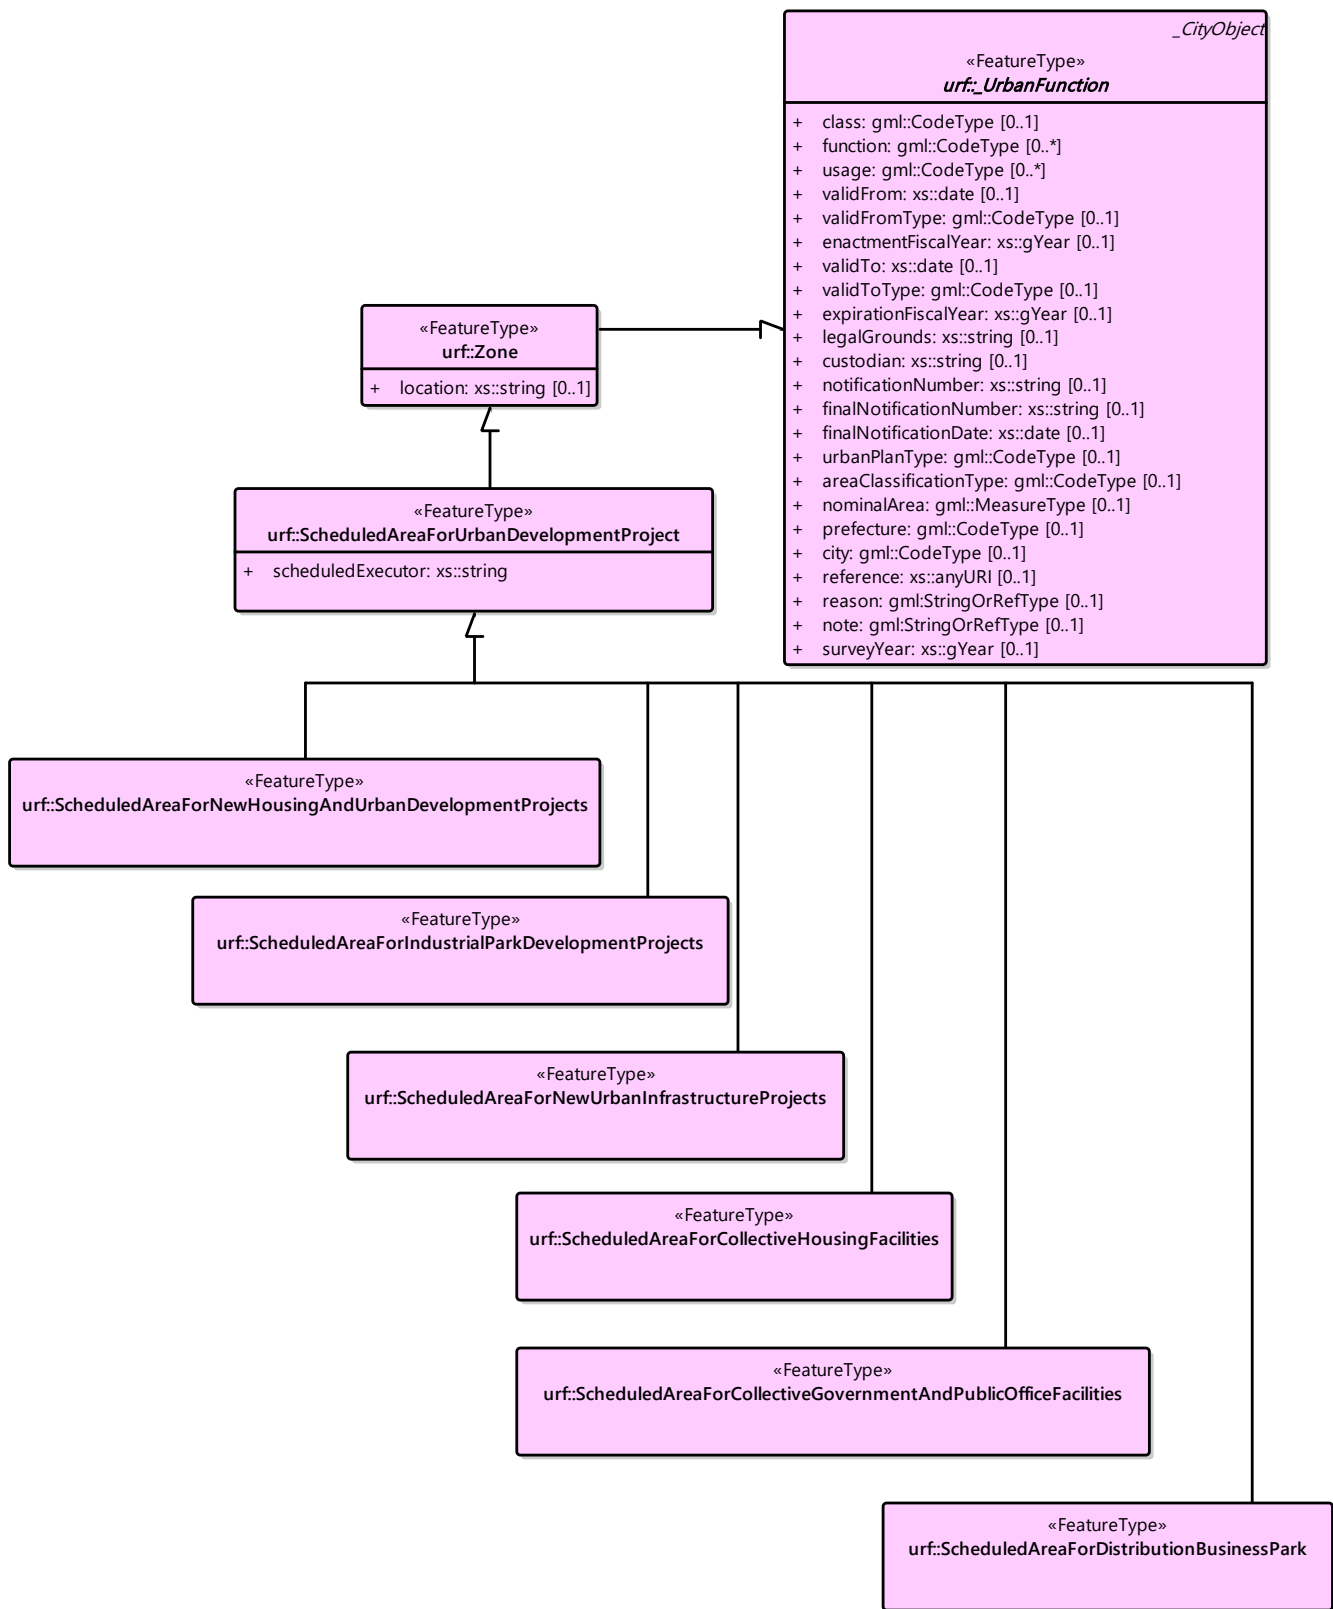 _CityObject
«FeatureType»
urf::_UrbanFunction
+ class: gml::CodeType [0..1]
+ function: gml::CodeType [0..*]
+ usage: gml::CodeType [0..*]
+ validFrom: xs::date [0..1]
+ validFromType: gml::CodeType [0..1]
+ enactmentFiscalYear: xs::gYear [0..1]
+ validTo: xs::date [0..1]
+ validToType: gml::CodeType [0..1]
+ expirationFiscalYear: xs::gYear [0..1]
+ legalGrounds: xs::string [0..1]
+ custodian: xs::string [0..1]
+ notificationNumber: xs::string [0..1]
+ finalNotificationNumber: xs::string [0..1]
+ finalNotificationDate: xs::date [0..1]
+ urbanPlanType: gml::CodeType [0..1]
+ areaClassificationType: gml::CodeType [0..1]
+ nominalArea: gml::MeasureType [0..1]
+ prefecture: gml::CodeType [0..1]
+ city: gml::CodeType [0..1]
+ reference: xs::anyURI [0..1]
+ reason: gml:StringOrRefType [0..1]
+ note: gml:StringOrRefType [0..1]
+ surveyYear: xs::gYear [0..1]
«FeatureType»
urf::Zone
+ location: xs::string [0..1]
«FeatureType»
urf::ScheduledAreaForUrbanDevelopmentProject
+ scheduledExecutor: xs::string
«FeatureType»
urf::ScheduledAreaForNewHousingAndUrbanDevelopmentProjects
«FeatureType»
urf::ScheduledAreaForIndustrialParkDevelopmentProjects
«FeatureType»
urf::ScheduledAreaForNewUrbanInfrastructureProjects
«FeatureType»
urf::ScheduledAreaForCollectiveHousingFacilities
«FeatureType»
urf::ScheduledAreaForCollectiveGovernmentAndPublicOfficeFacilities
«FeatureType»
urf::ScheduledAreaForDistributionBusinessPark